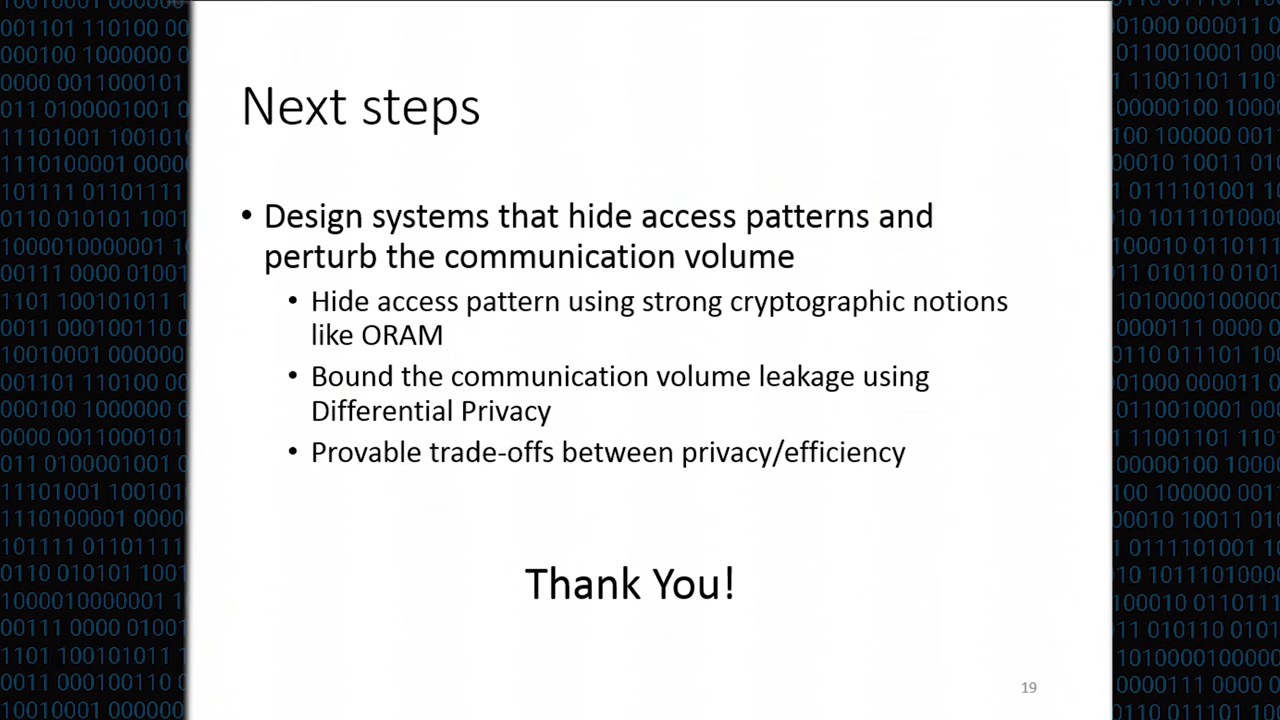 Next steps
• Design systems that hide access patterns and
perturb the communication volume
• Hide access pattern using strong cryptographic notions
like ORAM
• Bound the communication volume leakage using
Differential Privacy
• Provable trade-offs between privacy/efficiency
Thank You!
19